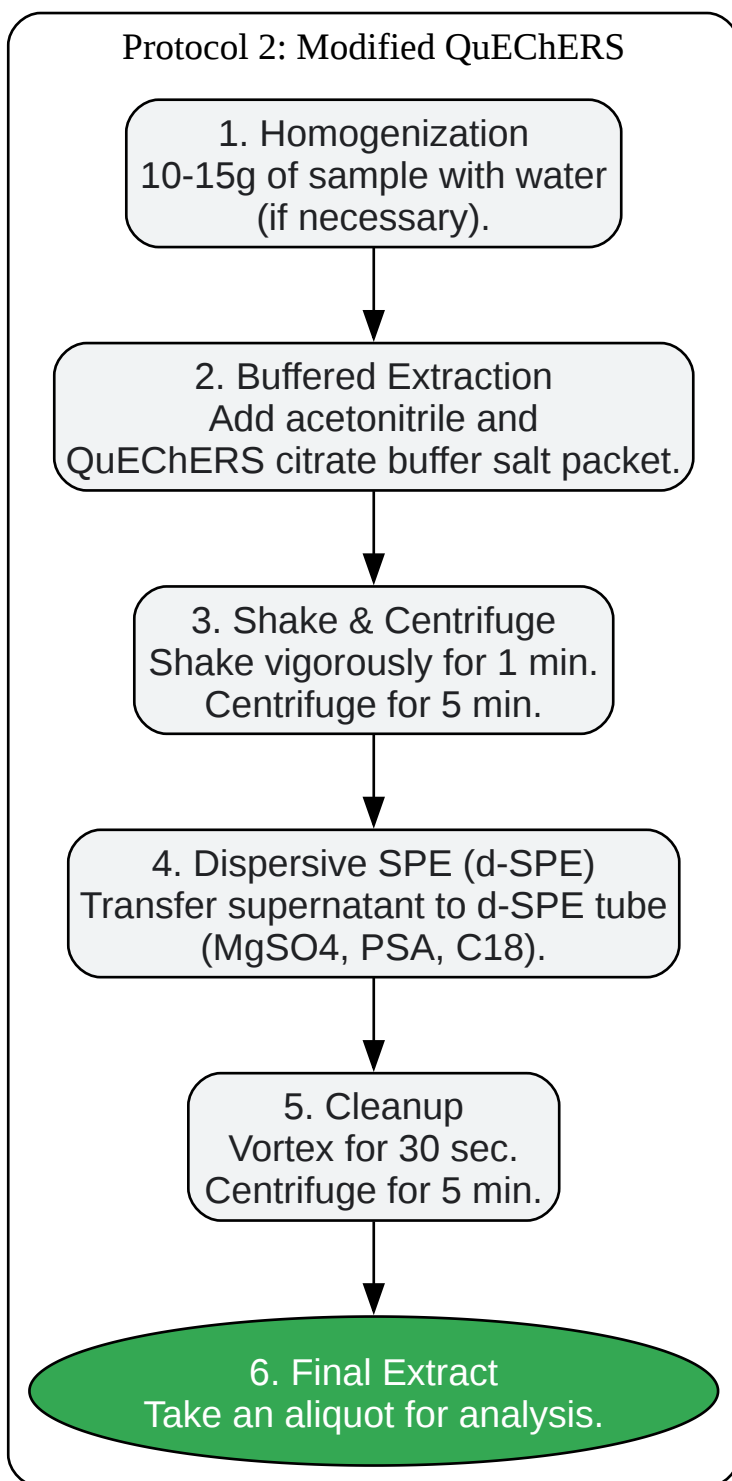 Protocol 2: Modified QuEChERS
1. Homogenization
10-15g of sample with water
(if necessary).
2. Buffered Extraction
Add acetonitrile and
QuEChERS citrate buffer salt packet.
3. Shake & Centrifuge
Shake vigorously for 1 min.
Centrifuge for 5 min.
4. Dispersive SPE (d-SPE)
Transfer supernatant to d-SPE tube
(MgSO4, PSA, C18).
5. Cleanup
Vortex for 30 sec.
Centrifuge for 5 min.
6. Final Extract
Take an aliquot for analysis.